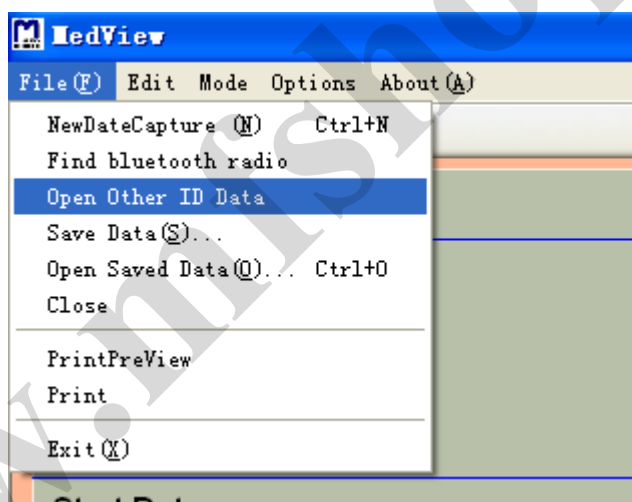 MedView
File(F) Edit Mode Options About(A)
NewDateCapture (N) Ctrl+N
Find bluetooth radio
Open Other ID Data
Save Data(S)...
Open Saved Data(O)... Ctrl+O
Close
PrintPreView
Print
Exit(X)